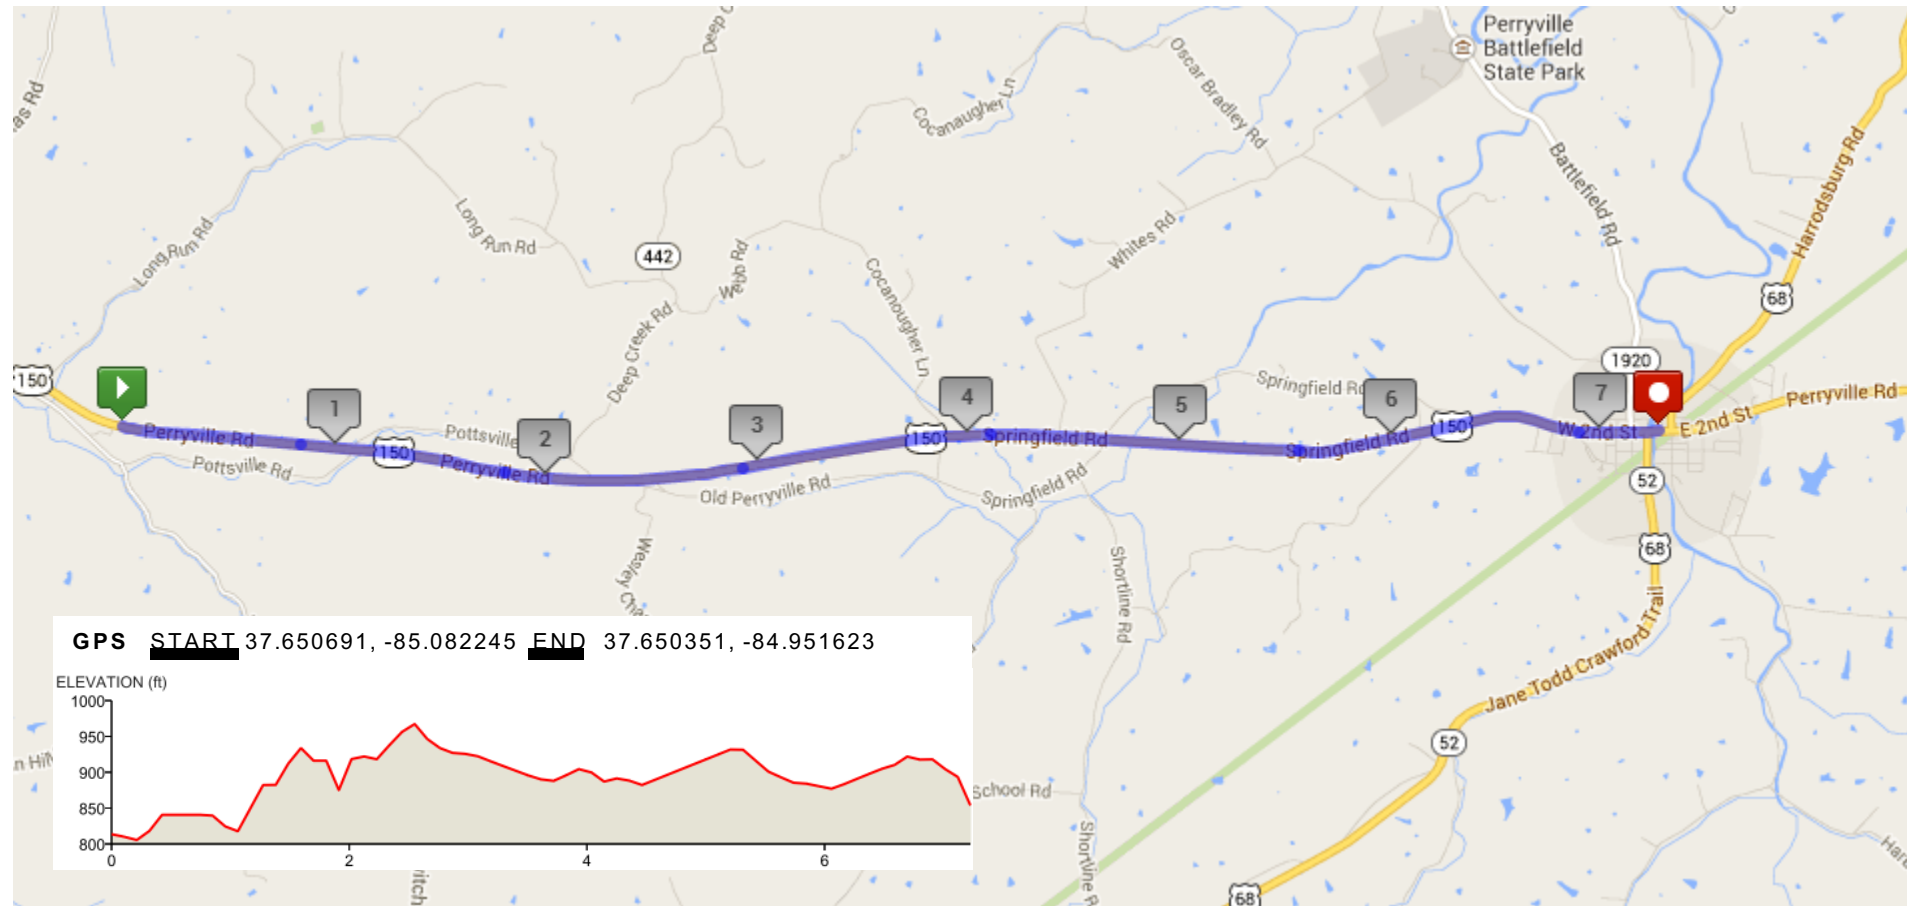 Perryville
Battlefield
State Park
Oscar Bradley Rd
Cocanaugher Ln
Battlefield Rd
Harrodsburg Rd
Long Run Rd
Long Run Rd
442
Webb Rd
Whites Rd
Deep Creek Rd
Cocanougher Ln
68
150
1920
Springfield Rd
1
2
3
4
5
6
7
Perryville Rd
150
Pottsville
Pottsville Rd
Perryville Rd
150
Springfield Rd
Springfield Rd
150
W 2nd St
E 2nd St
Perryville Rd
Old Perryville Rd
Springfield Rd
52
68
Shortline Rd
Jane Todd Crawford Trail
52
68
School Rd
Shortline R
GPS START 37.650691, -85.082245 END 37.650351, -84.951623
ELEVATION (ft)
1000
950
900
850
800
0 2 4 6